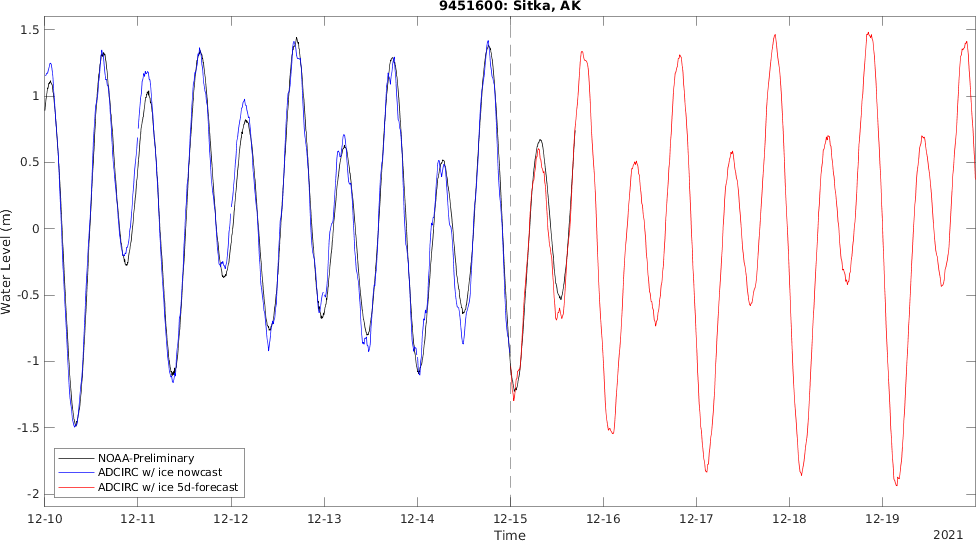 9451600: Sitka, AK
1.5
1
0.5
0
-0.5
-1
-1.5
-2
Water Level (m)
NOAA-Preliminary
ADCIRC w/ ice nowcast
ADCIRC w/ ice 5d-forecast
12-10 12-11 12-12 12-13 12-14 12-15 12-16 12-17 12-18 12-19
Time
2021